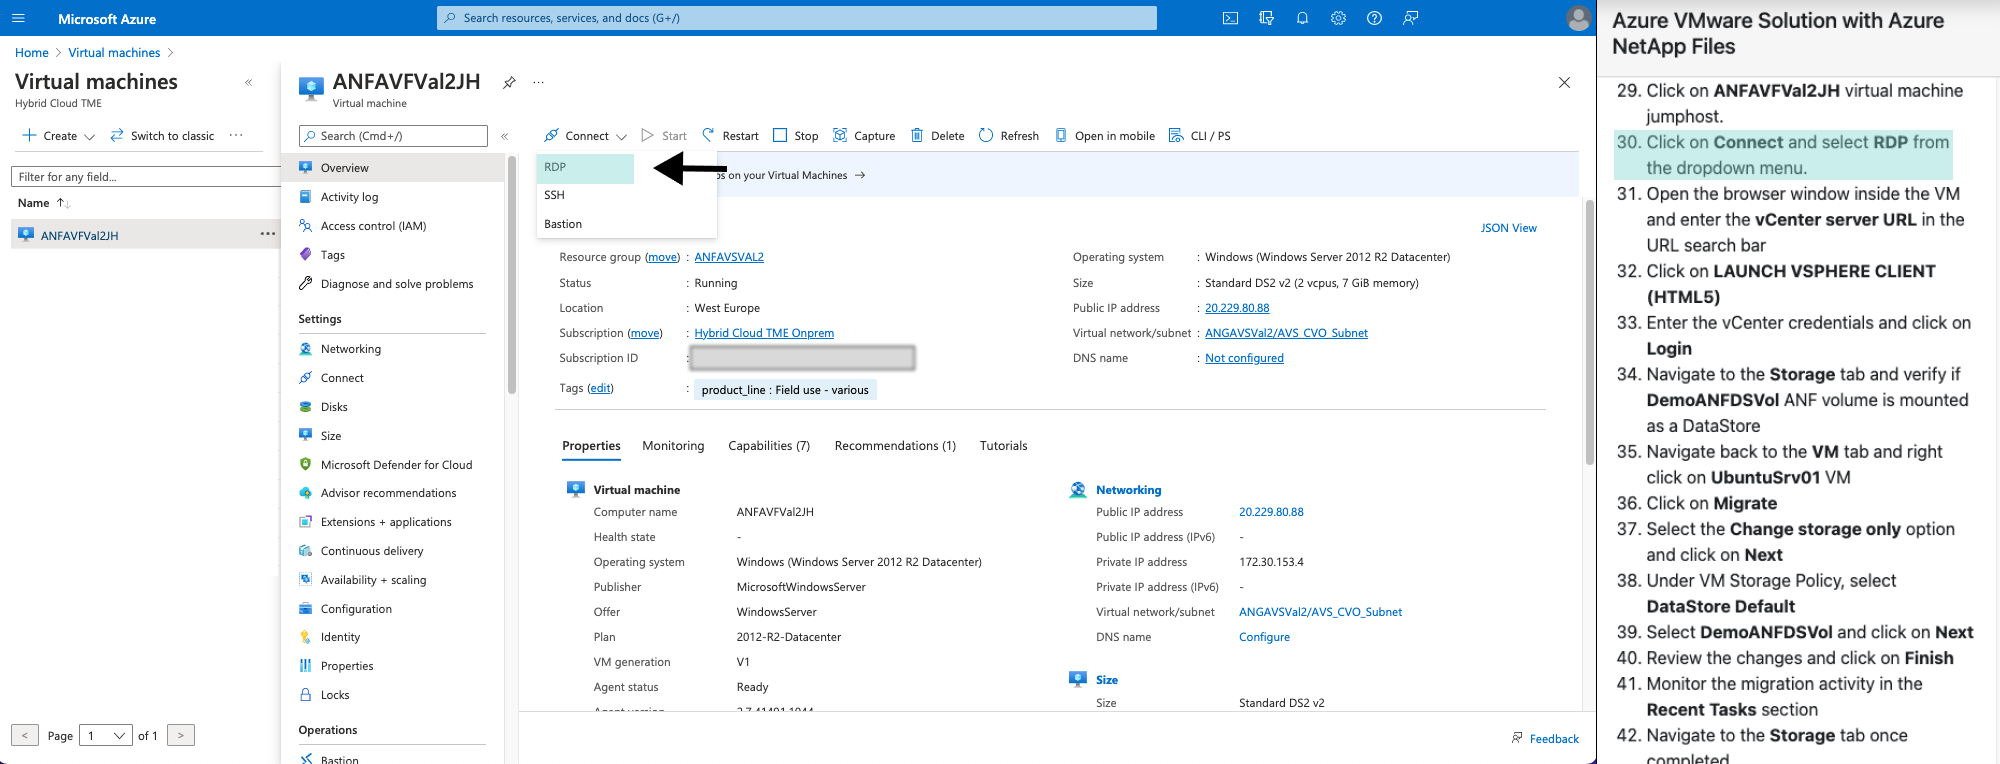 Microsoft Azure
Search resources, services, and docs (G+/)
Home > Virtual machines >
Virtual machines
Hybrid Cloud TME
Create
Switch to classic
Filter for any field...
Name
ANFAVFVal2JH
< Page 1 of 1 >
ANFAVFVal2JH
Virtual machine
Search (Cmd+/)
Overview
Activity log
Access control (IAM)
Tags
Diagnose and solve problems
Settings
Networking
Connect
Disks
Size
Microsoft Defender for Cloud
Advisor recommendations
Extensions + applications
Continuous delivery
Availability + scaling
Configuration
Identity
Properties
Locks
Operations
Bastion
Connect
Start
Restart
Stop
Capture
Delete
Refresh
Open in mobile
CLI / PS
RDP
SSH
Bastion
on your Virtual Machines →
JSON View
Resource group (move) : ANFAVSVAL2
Status : Running
Location : West Europe
Subscription (move) : Hybrid Cloud TME Onprem
Subscription ID :
Tags (edit) : product_line : Field use - various
Operating system : Windows (Windows Server 2012 R2 Datacenter)
Size : Standard DS2 v2 (2 vcpus, 7 GiB memory)
Public IP address : 20.229.80.88
Virtual network/subnet : ANGAVSVal2/AVS_CVO_Subnet
DNS name : Not configured
Properties
Monitoring
Capabilities (7)
Recommendations (1)
Tutorials
Virtual machine
Computer name ANFAVFVal2JH
Health state -
Operating system Windows (Windows Server 2012 R2 Datacenter)
Publisher MicrosoftWindowsServer
Offer WindowsServer
Plan 2012-R2-Datacenter
VM generation V1
Agent status Ready
Agent version 2.7.41491.1044
Networking
Public IP address 20.229.80.88
Public IP address (IPv6) -
Private IP address 172.30.153.4
Private IP address (IPv6) -
Virtual network/subnet ANGAVSVal2/AVS_CVO_Subnet
DNS name Configure
Size
Size Standard DS2 v2
Feedback
Azure VMware Solution with Azure
NetApp Files
29. Click on ANFAVFVal2JH virtual machine
jumphost.
30. Click on Connect and select RDP from
the dropdown menu.
31. Open the browser window inside the VM
and enter the vCenter server URL in the
URL search bar
32. Click on LAUNCH VSPHERE CLIENT
(HTML5)
33. Enter the vCenter credentials and click on
Login
34. Navigate to the Storage tab and verify if
DemoANFDSVol ANF volume is mounted
as a DataStore
35. Navigate back to the VM tab and right
click on UbuntuSrv01 VM
36. Click on Migrate
37. Select the Change storage only option
and click on Next
38. Under VM Storage Policy, select
DataStore Default
39. Select DemoANFDSVol and click on Next
40. Review the changes and click on Finish
41. Monitor the migration activity in the
Recent Tasks section
42. Navigate to the Storage tab once
completed